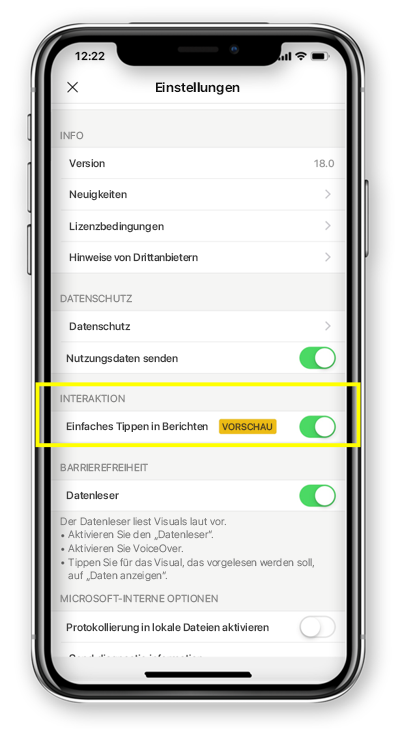 12:22
Einstellungen
INFO
Version 18.0
Neuigkeiten
Lizenzbedingungen
Hinweise von Drittanbietern
DATENSCHUTZ
Datenschutz
Nutzungsdaten senden
INTERAKTION
Einfaches Tippen in Berichten VORSCHAU
BARRIEREFREIHEIT
Datenleser
Der Datenleser liest Visuals laut vor.
• Aktivieren Sie den „Datenleser“.
• Aktivieren Sie VoiceOver.
• Tippen Sie für das Visual, das vorgelesen werden soll,
auf „Daten anzeigen“.
MICROSOFT-INTERNE OPTIONEN
Protokollierung in lokale Dateien aktivieren